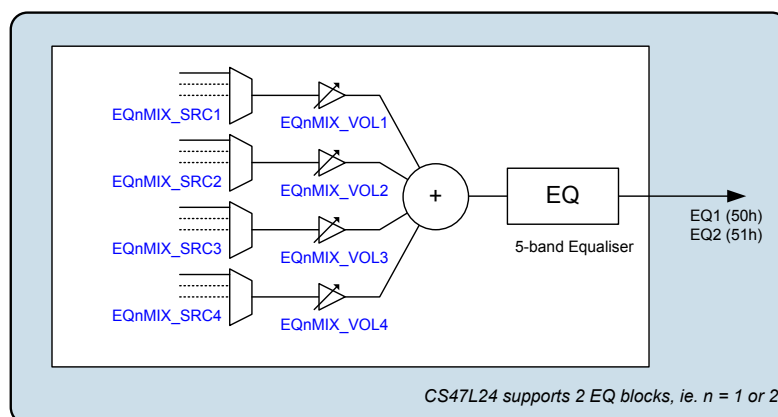 EQnMIX_SRC1
EQnMIX_VOL1
EQnMIX_SRC2
EQnMIX_VOL2
+
EQ
EQ1 (50h)
EQ2 (51h)
5-band Equaliser
EQnMIX_SRC3
EQnMIX_VOL3
EQnMIX_SRC4
EQnMIX_VOL4
CS47L24 supports 2 EQ blocks, ie. n = 1 or 2